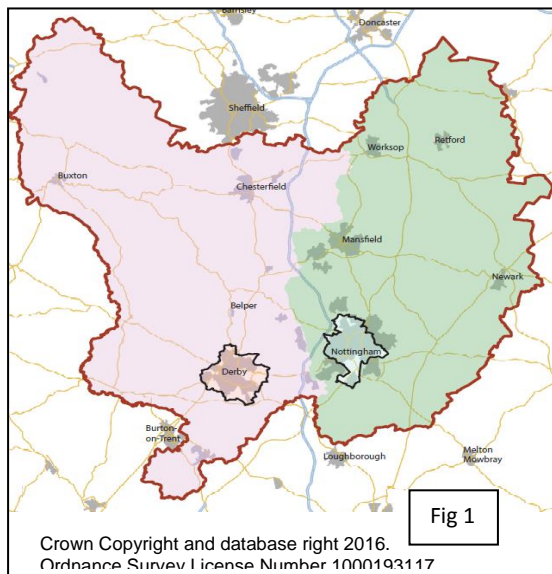 Barnsley
Doncaster
Sheffield
Worksop
Retford
Buxton
Chesterfield
Mansfield
Newark
Belper
Nottingham
Derby
Burton-
on-Trent
Loughborough
Melton
Mowbray
Fig 1
Crown Copyright and database right 2016.
Ordnance Survey License Number 1000193117